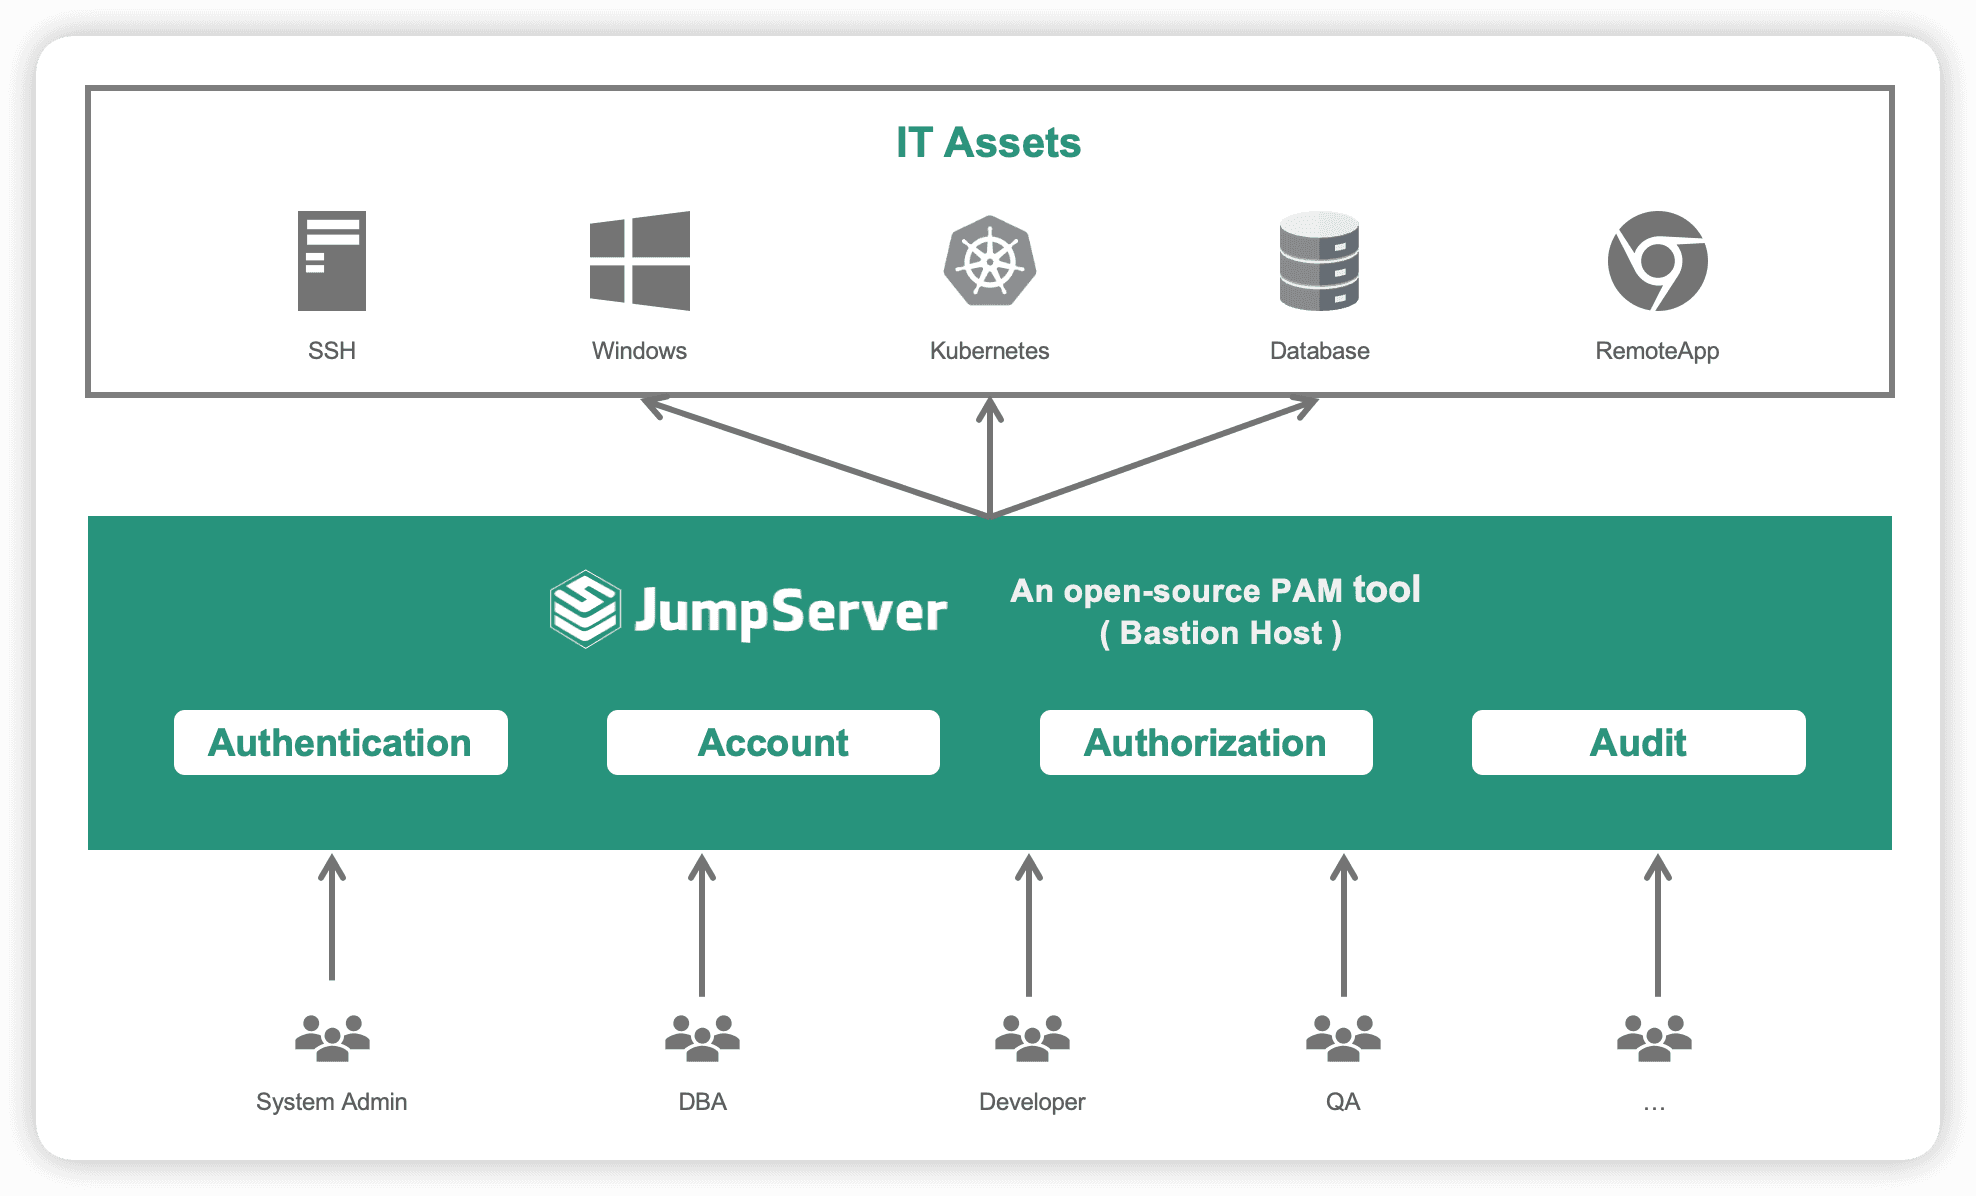 IT Assets
SSH
Windows
Kubernetes
Database
RemoteApp
JumpServer
An open-source PAM tool
( Bastion Host )
Authentication
Account
Authorization
Audit
System Admin
DBA
Developer
QA
...